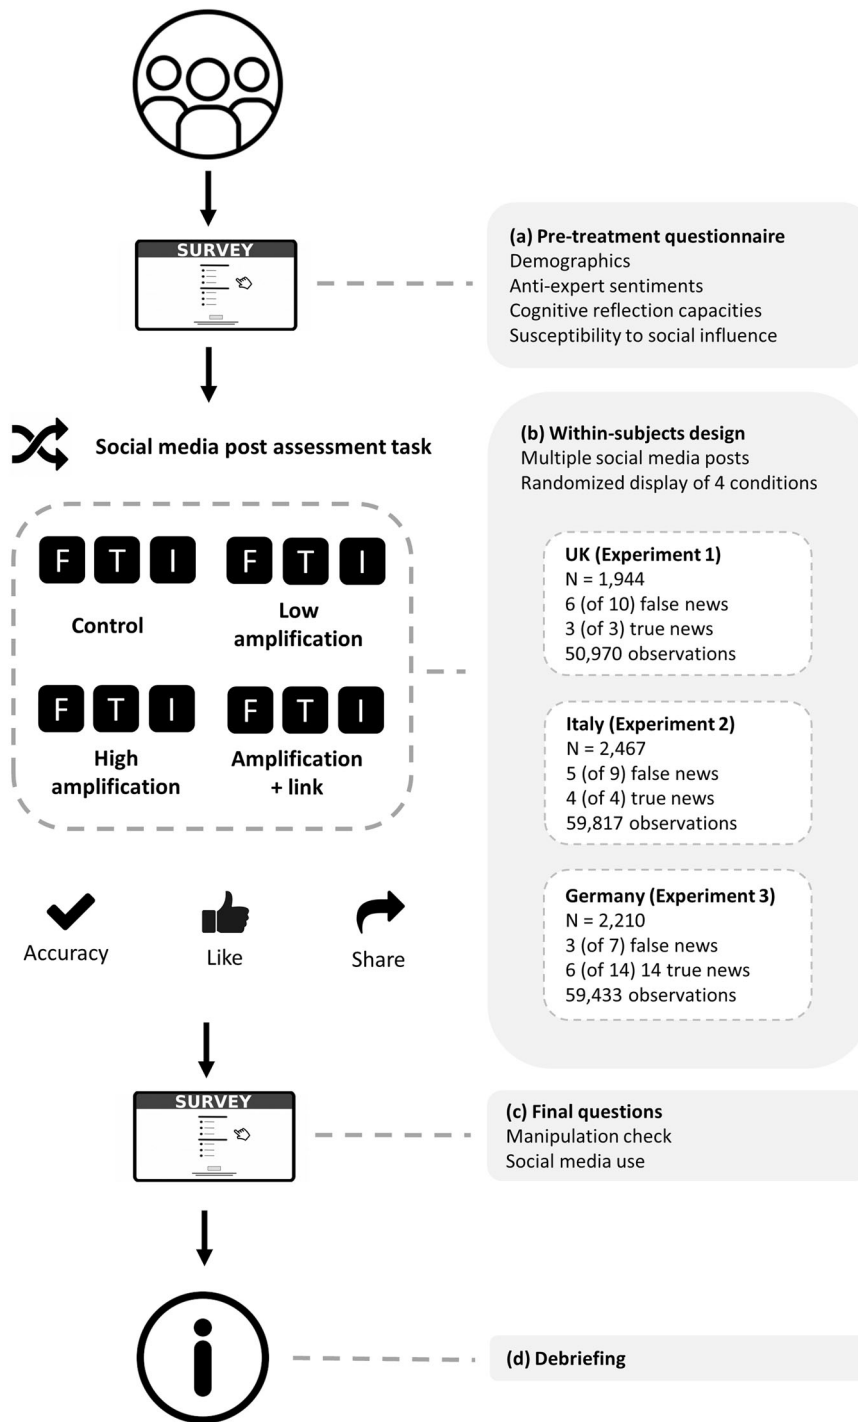 SURVEY
(a) Pre-treatment questionnaire
Demographics
Anti-expert sentiments
Cognitive reflection capacities
Susceptibility to social influence
Social media post assessment task
F T I F T I
Control
Low
amplification
F T I F T I
High
amplification
Amplification
+ link
(b) Within-subjects design
Multiple social media posts
Randomized display of 4 conditions
UK (Experiment 1)
N = 1,944
6 (of 10) false news
3 (of 3) true news
50,970 observations
Italy (Experiment 2)
N = 2,467
5 (of 9) false news
4 (of 4) true news
59,817 observations
Germany (Experiment 3)
N = 2,210
3 (of 7) false news
6 (of 14) 14 true news
59,433 observations
Accuracy
Like
Share
SURVEY
(c) Final questions
Manipulation check
Social media use
(d) Debriefing